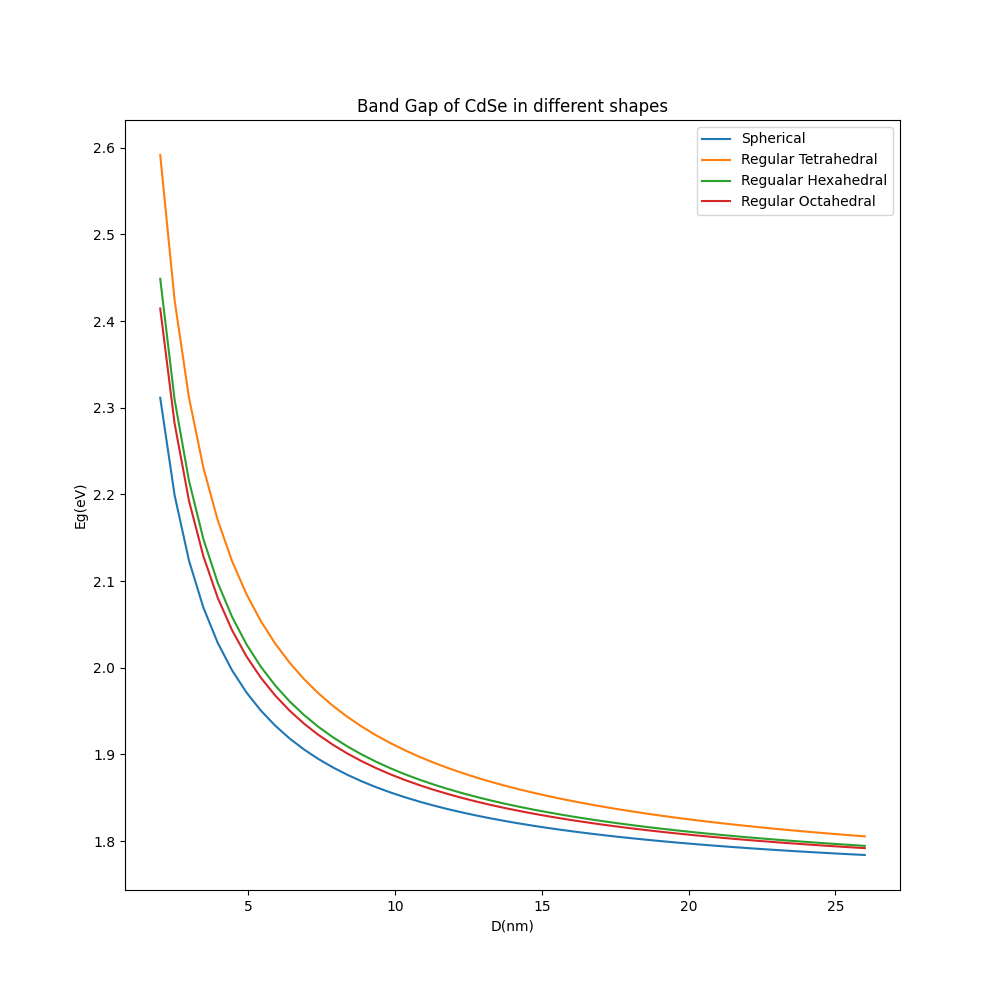 Band Gap of CdSe in different shapes
Spherical
Regular Tetrahedral
Regualar Hexahedral
Regular Octahedral
2.6
2.5
2.4
2.3
2.2
2.1
2.0
1.9
1.8
Eg(eV)
5 10 15 20 25
D(nm)